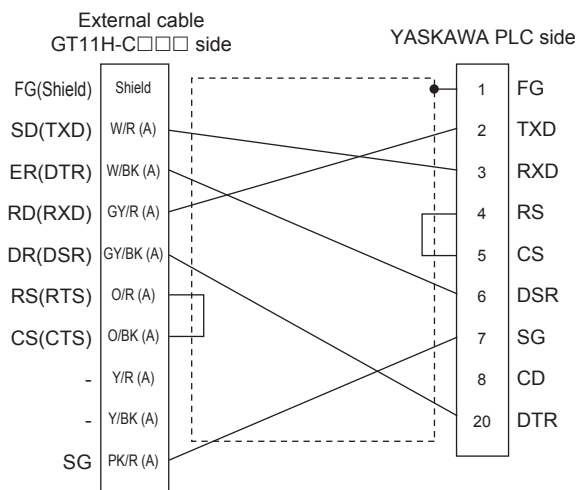 External cable
GT11H-C□□□ side
YASKAWA PLC side
FG(Shield) Shield 1 FG
SD(TXD) W/R (A) 2 TXD
ER(DTR) W/BK (A) 3 RXD
RD(RXD) GY/R (A) 4 RS
DR(DSR) GY/BK (A) 5 CS
RS(RTS) O/R (A) 6 DSR
CS(CTS) O/BK (A) 7 SG
- Y/R (A) 8 CD
- Y/BK (A) 20 DTR
SG PK/R (A)